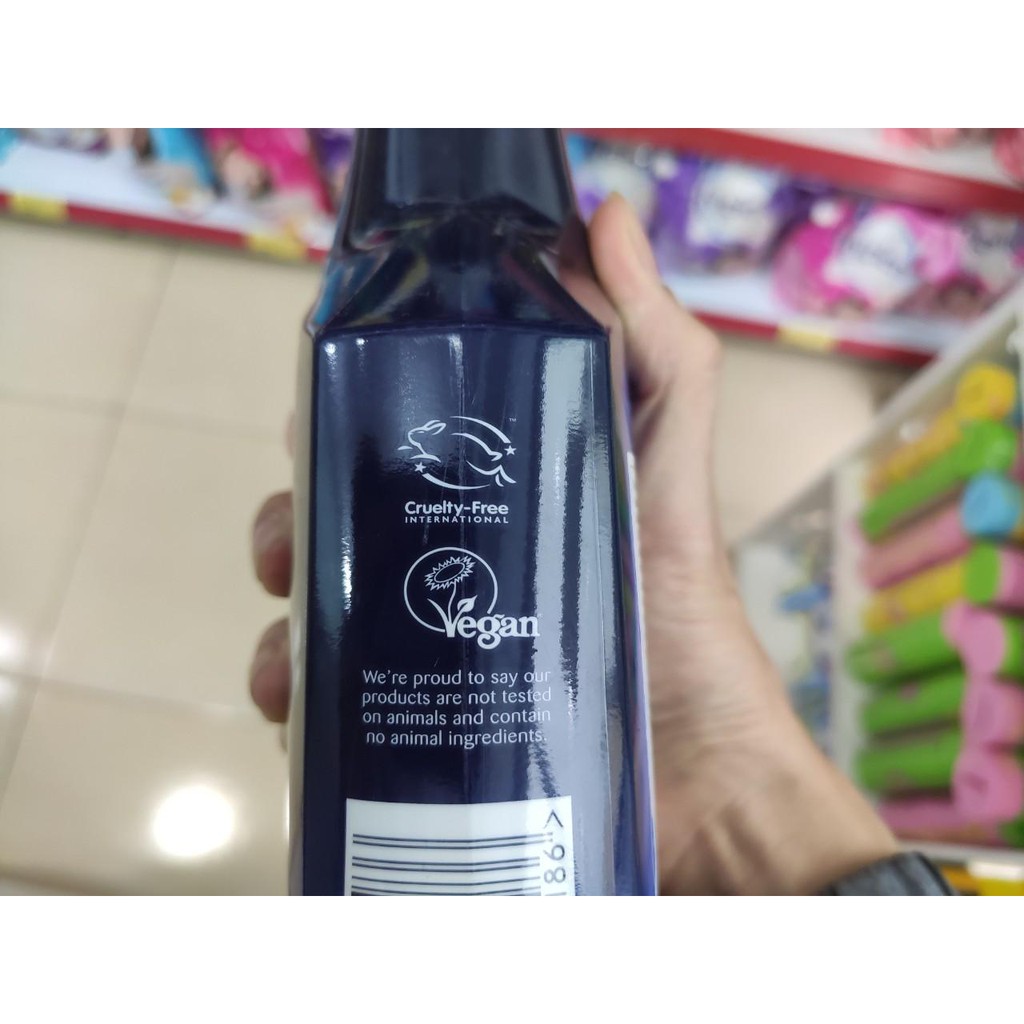 ™
Cruelty-Free
INTERNATIONAL
Vegan
We're proud to say our
products are not tested
on animals and contain
no animal ingredients.